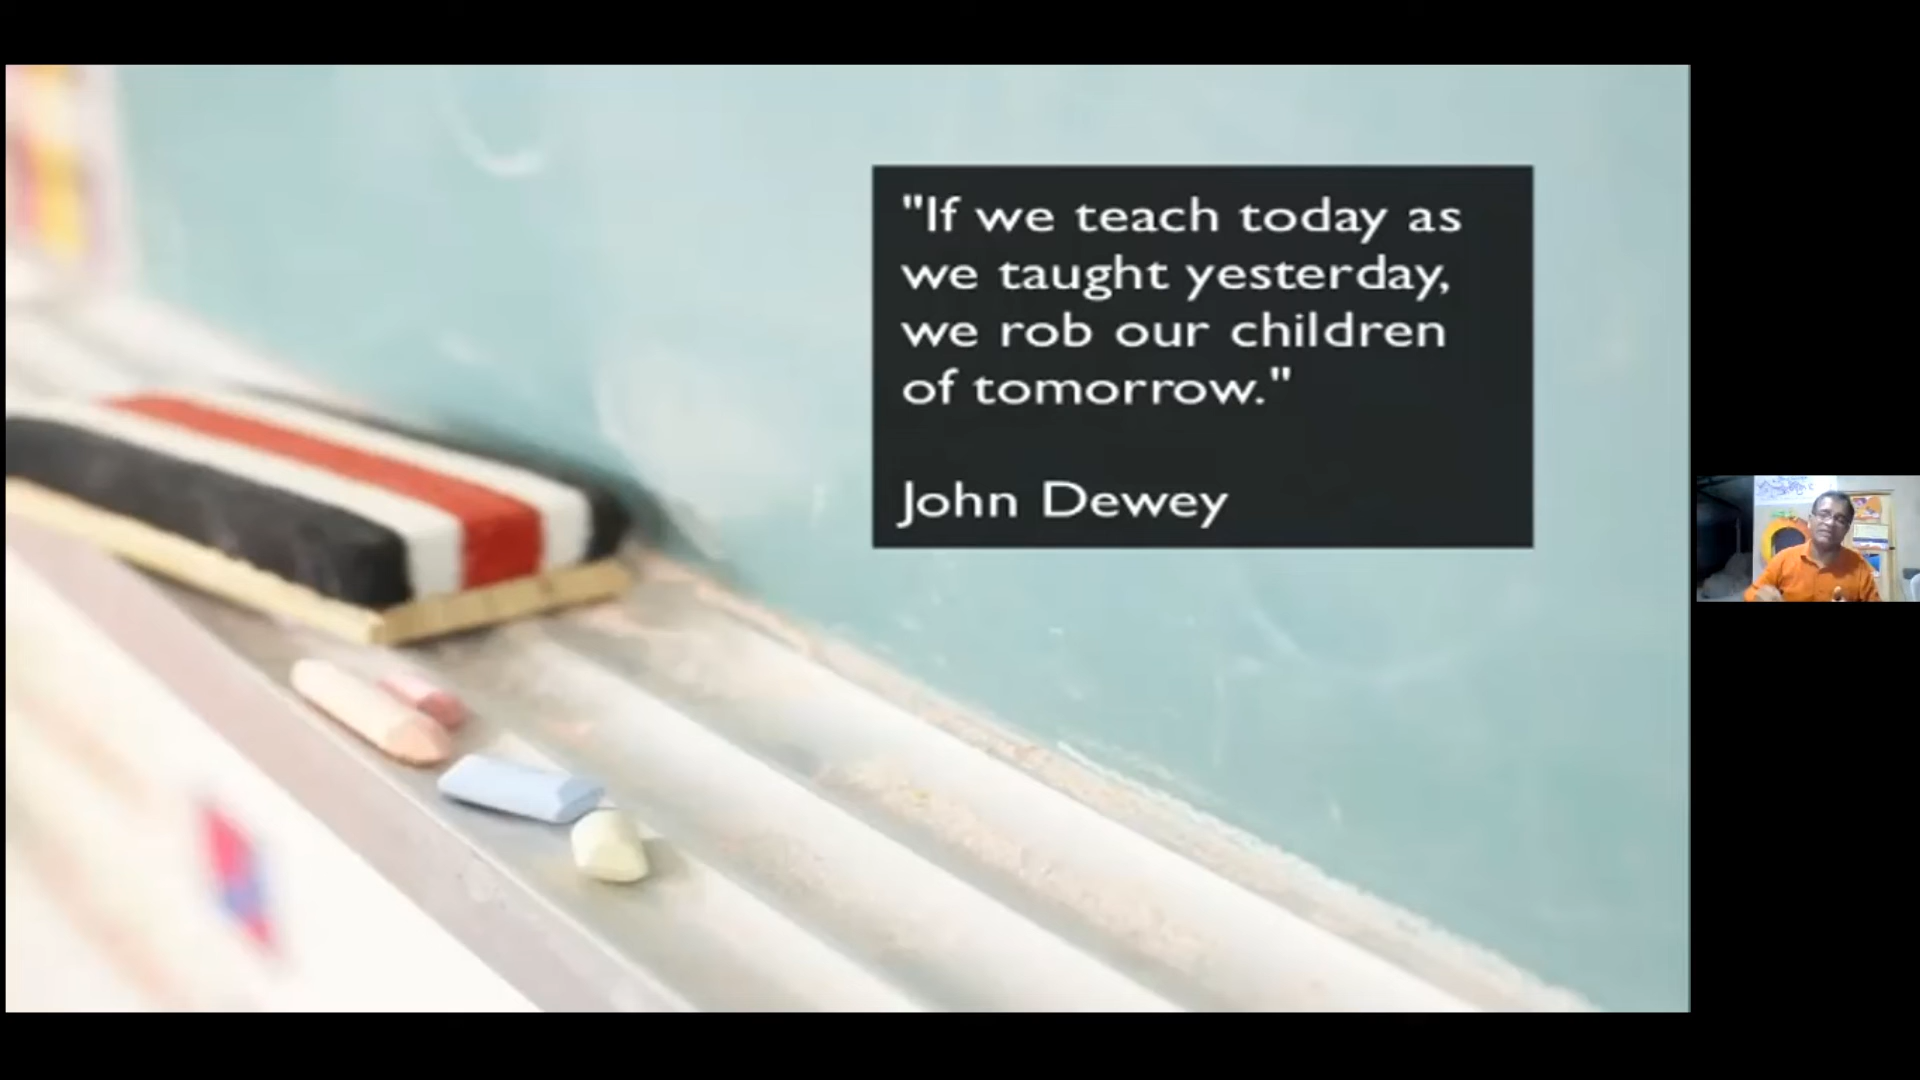 "If we teach today as
we taught yesterday,
we rob our children
of tomorrow."
John Dewey